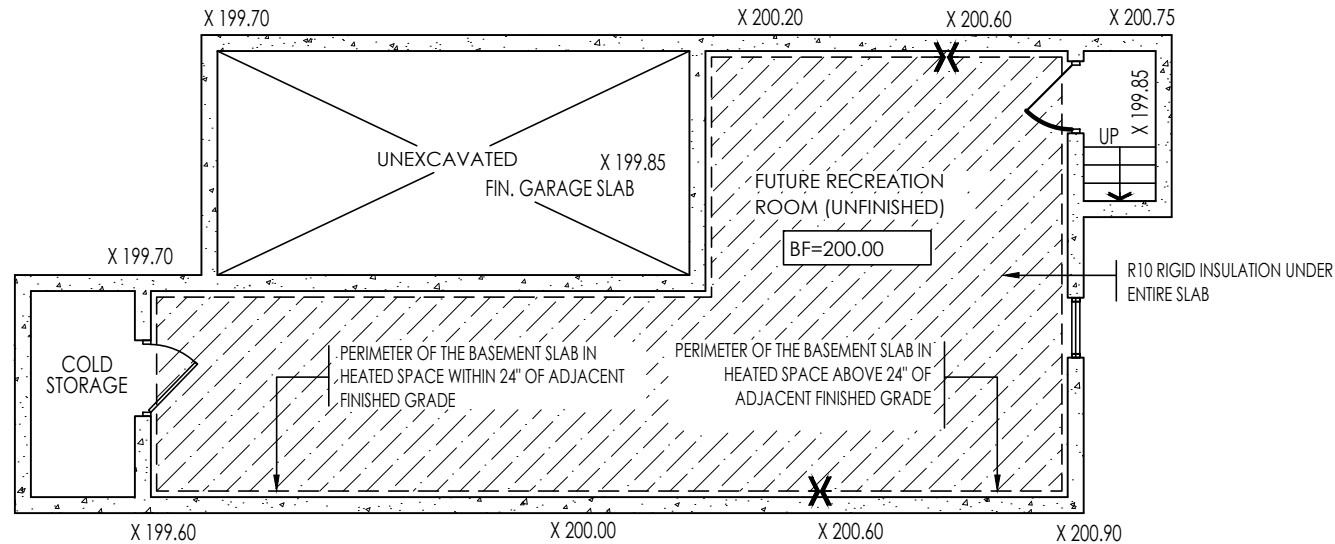 X 199.70
X 200.20
X 200.60
X 200.75
X 199.85
UP
UNEXCAVATED
X 199.85
FIN. GARAGE SLAB
FUTURE RECREATION
ROOM (UNFINISHED)
BF=200.00
X 199.70
R10 RIGID INSULATION UNDER
ENTIRE SLAB
COLD
STORAGE
PERIMETER OF THE BASEMENT SLAB IN
HEATED SPACE WITHIN 24" OF ADJACENT
FINISHED GRADE
PERIMETER OF THE BASEMENT SLAB IN
HEATED SPACE ABOVE 24" OF
ADJACENT FINISHED GRADE
X 199.60
X 200.00
X 200.60
X 200.90